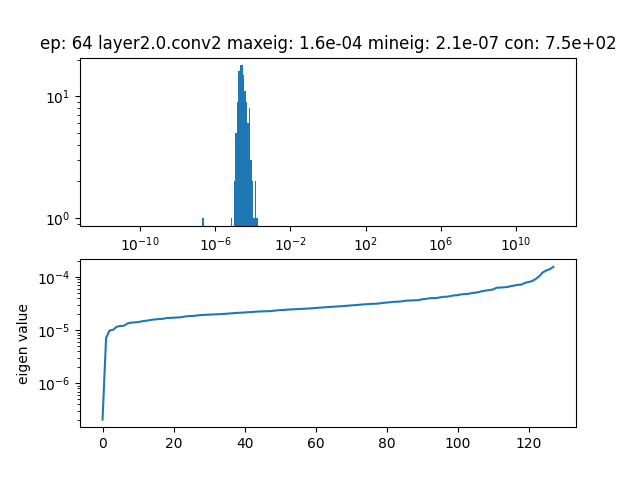 ep: 64 layer2.0.conv2 maxeig: 1.6e-04 mineig: 2.1e-07 con: 7.5e+02
10¹
10⁰
10⁻¹⁰ 10⁻⁶ 10⁻² 10² 10⁶ 10¹⁰
10⁻⁴
10⁻⁵
10⁻⁶
eigen value
0 20 40 60 80 100 120